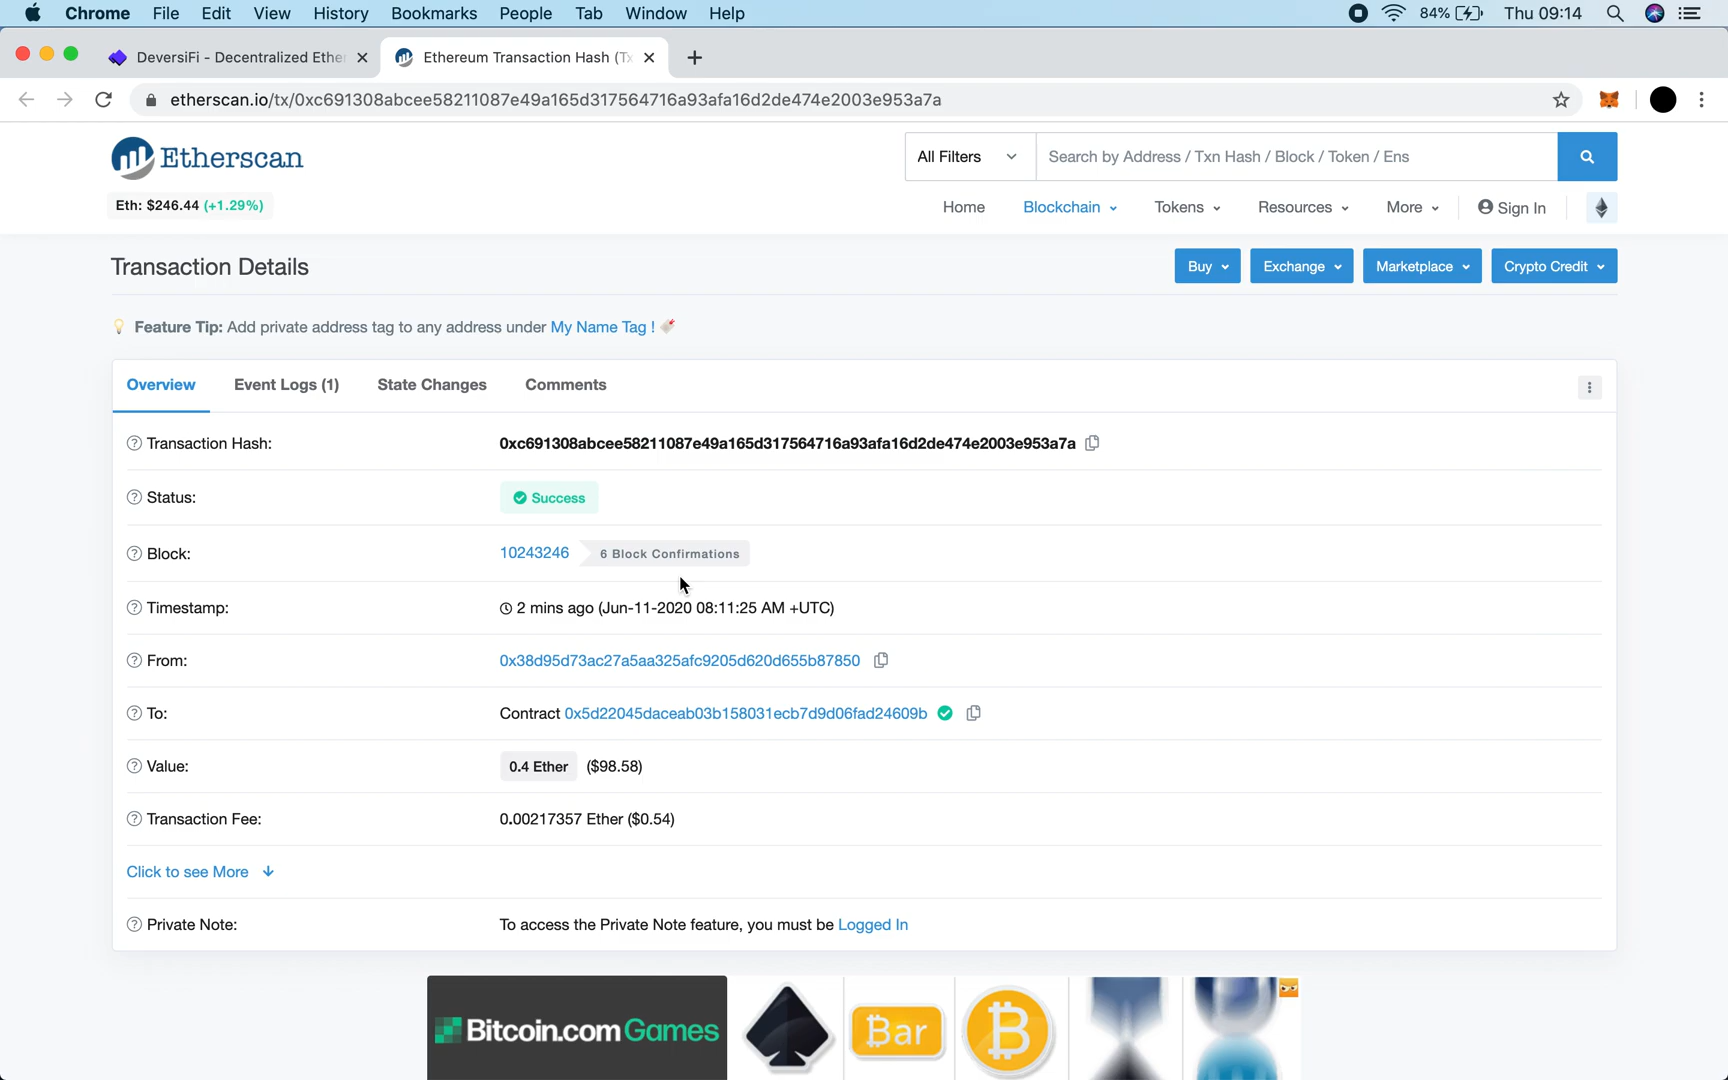 Chrome File Edit View History Bookmarks People Tab Window Help 84% Thu 09:14
DeversiFi - Decentralized Ether Ethereum Transaction Hash (Tx
etherscan.io/tx/0xc691308abcee58211087e49a165d317564716a93afa16d2de474e2003e953a7a
Etherscan
All Filters Search by Address / Txn Hash / Block / Token / Ens
Eth: $246.44 (+1.29%)
Home Blockchain Tokens Resources More Sign In
Transaction Details
Buy Exchange Marketplace Crypto Credit
Feature Tip: Add private address tag to any address under My Name Tag !
Overview Event Logs (1) State Changes Comments
Transaction Hash: 0xc691308abcee58211087e49a165d317564716a93afa16d2de474e2003e953a7a
Status: Success
Block: 10243246 6 Block Confirmations
Timestamp: 2 mins ago (Jun-11-2020 08:11:25 AM +UTC)
From: 0x38d95d73ac27a5aa325afc9205d620d655b87850
To: Contract 0x5d22045daceab03b158031ecb7d9d06fad24609b
Value: 0.4 Ether ($98.58)
Transaction Fee: 0.00217357 Ether ($0.54)
Click to see More
Private Note: To access the Private Note feature, you must be Logged In
Bitcoin.com Games Bar